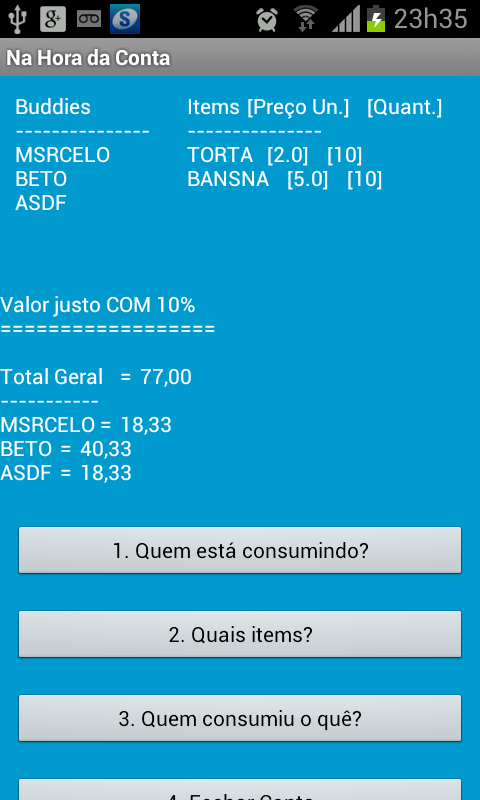 23h35
Na Hora da Conta
Buddies Items [Preço Un.] [Quant.]
--------------- ---------------
MSRCELO TORTA [2.0] [10]
BETO BANSNA [5.0] [10]
ASDF
Valor justo COM 10%
==================
Total Geral = 77,00
-----------
MSRCELO = 18,33
BETO = 40,33
ASDF = 18,33
1. Quem está consumindo?
2. Quais items?
3. Quem consumiu o quê?
4. Fechar Conta